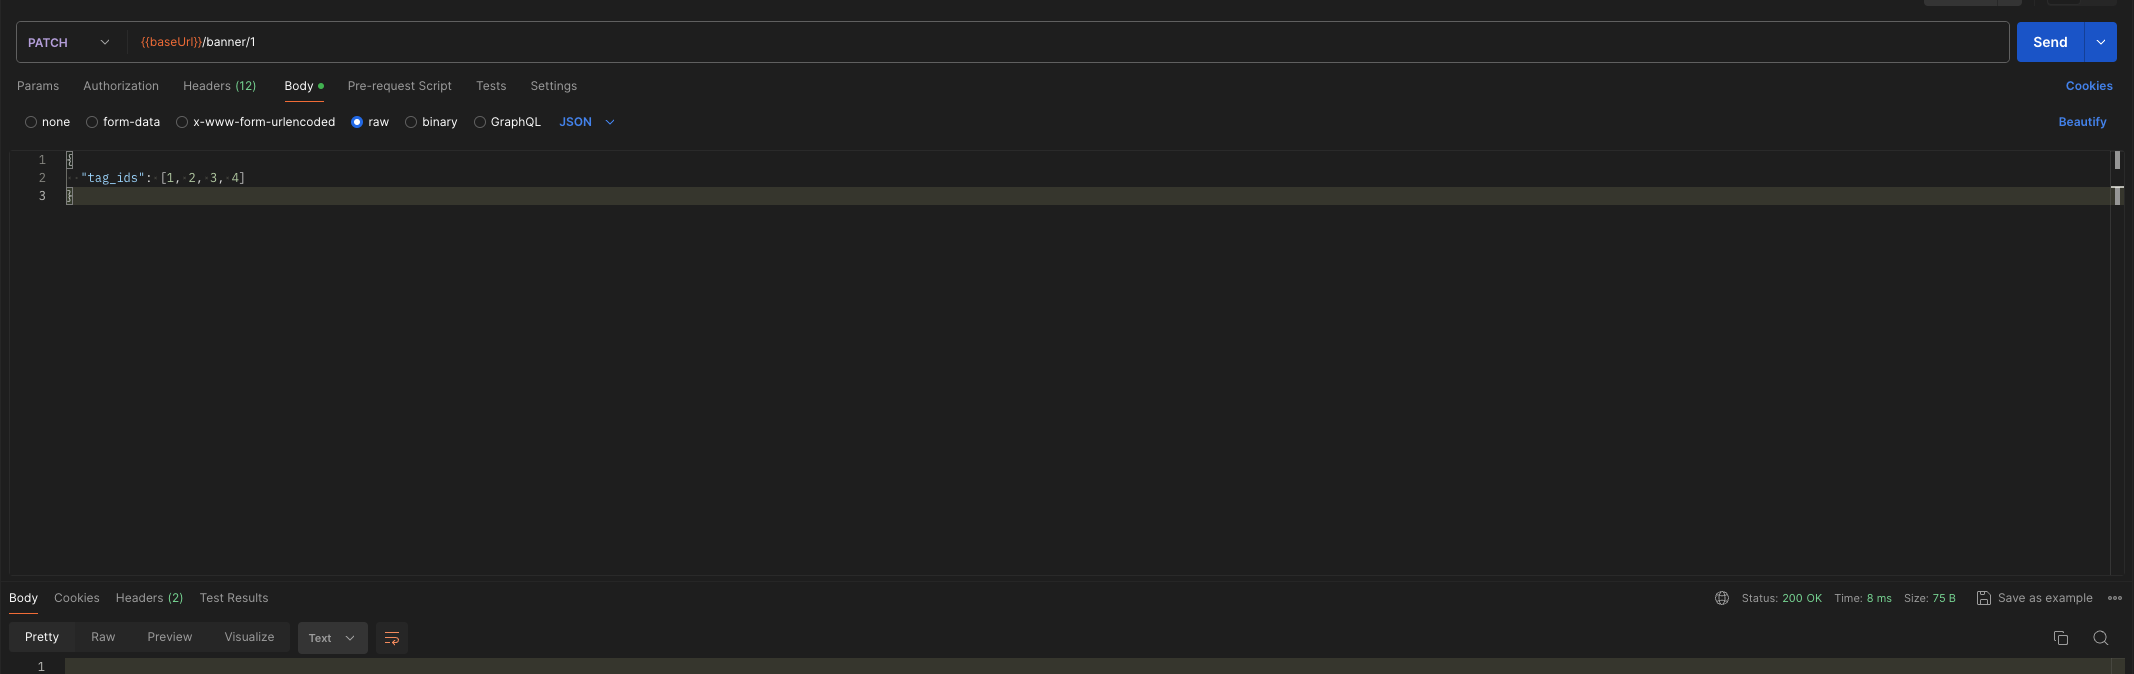 PATCH {{baseUrl}}/banner/1 Send
Params Authorization Headers (12) Body Pre-request Script Tests Settings Cookies
none form-data x-www-form-urlencoded raw binary GraphQL JSON Beautify
1 {
2 "tag_ids": [1, 2, 3, 4]
3 }
Body Cookies Headers (2) Test Results Status: 200 OK Time: 8 ms Size: 75 B Save as example
Pretty Raw Preview Visualize Text
1